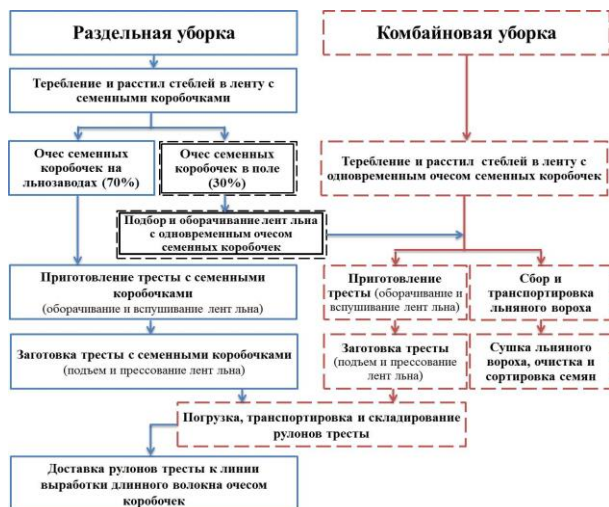 Раздельная уборка
Комбайновая уборка
Теребление и расстил стеблей в ленту с
семенными коробочками
Очес семенных
коробочек на
льнозаводах (70%)
Очес семенных
коробочек в поле
(30%)
Теребление и расстил стеблей в ленту с
одновременным очесом семенных коробочек
Подбор и оборачивание лент льна
с одновременным очесом
семенных коробочек
Приготовление тресты с семенными
коробочками
(оборачивание и вспушивание лент льна)
Приготовление
тресты (оборачивание и
вспушивание лент льна)
Сбор и
транспортировка
льняного вороха
Заготовка тресты с семенными коробочками
(подъем и прессование лент льна)
Заготовка тресты
(подъем и прессование
лент льна)
Сушка льняного
вороха, очистка и
сортировка семян
Погрузка, транспортировка и складирование
рулонов тресты
Доставка рулонов тресты к линии
выработки длинного волокна очесом
коробочек